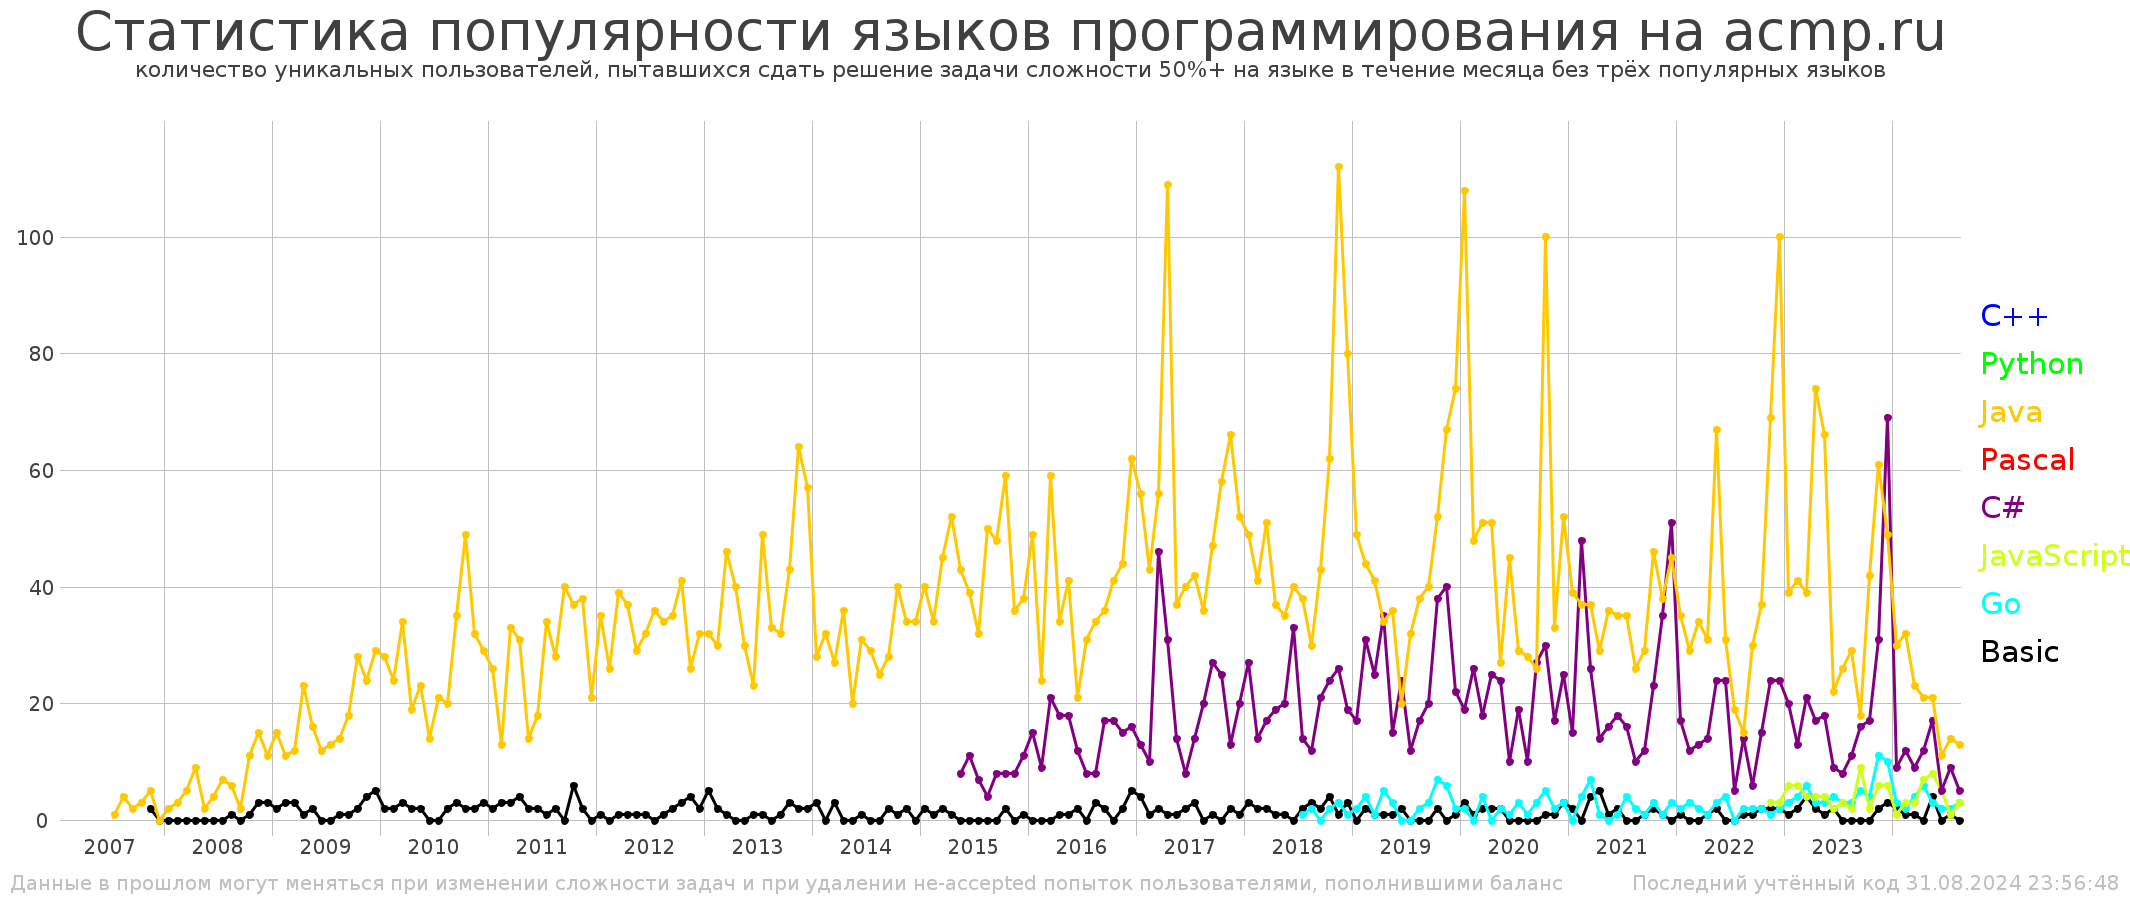 Статистика популярности языков программирования на acmp.ru
количество уникальных пользователей, пытавшихся сдать решение задачи сложности 50%+ на языке в течение месяца без трёх популярных языков
100
80
60
40
20
0
C++
Python
Java
Pascal
C#
JavaScript
Go
Basic
2007 2008 2009 2010 2011 2012 2013 2014 2015 2016 2017 2018 2019 2020 2021 2022 2023
Данные в прошлом могут меняться при изменении сложности задач и при удалении не-accepted попыток пользователями, пополнившими баланс
Последний учтённый код 31.08.2024 23:56:48